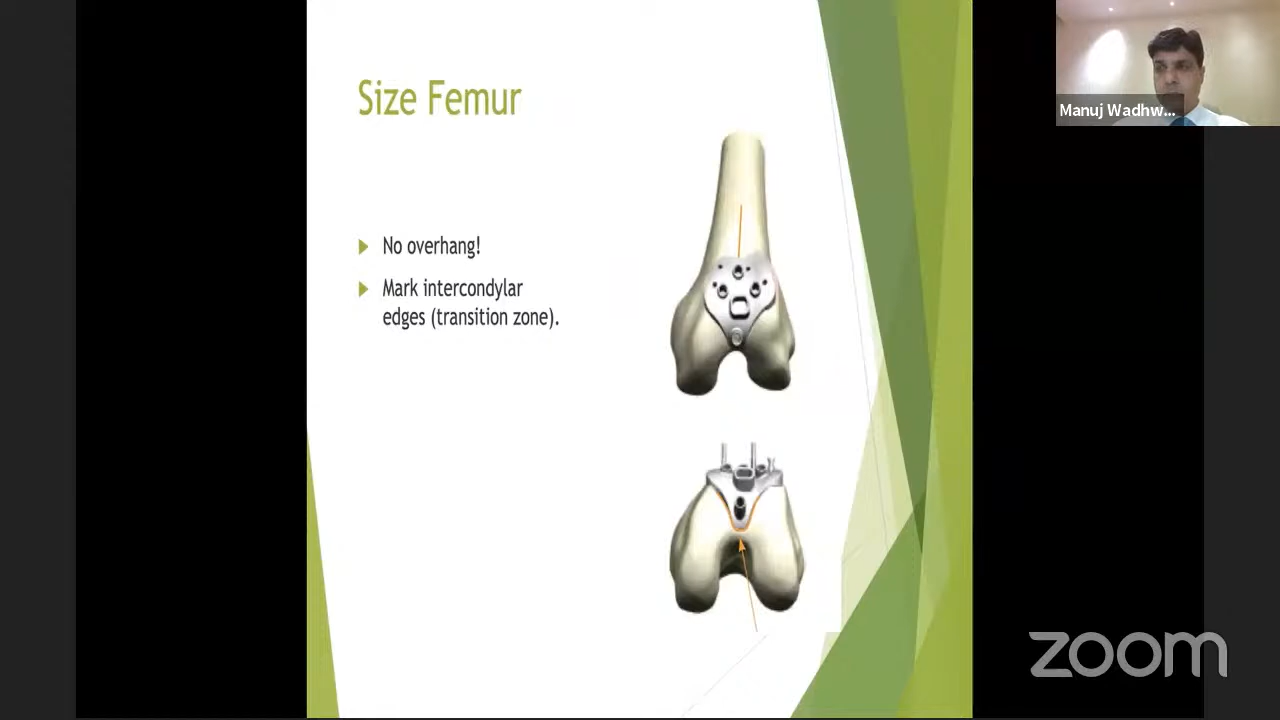 Size Femur
No overhang!
Mark intercondylar
edges (transition zone).
Manuj Wadhw...
zoom